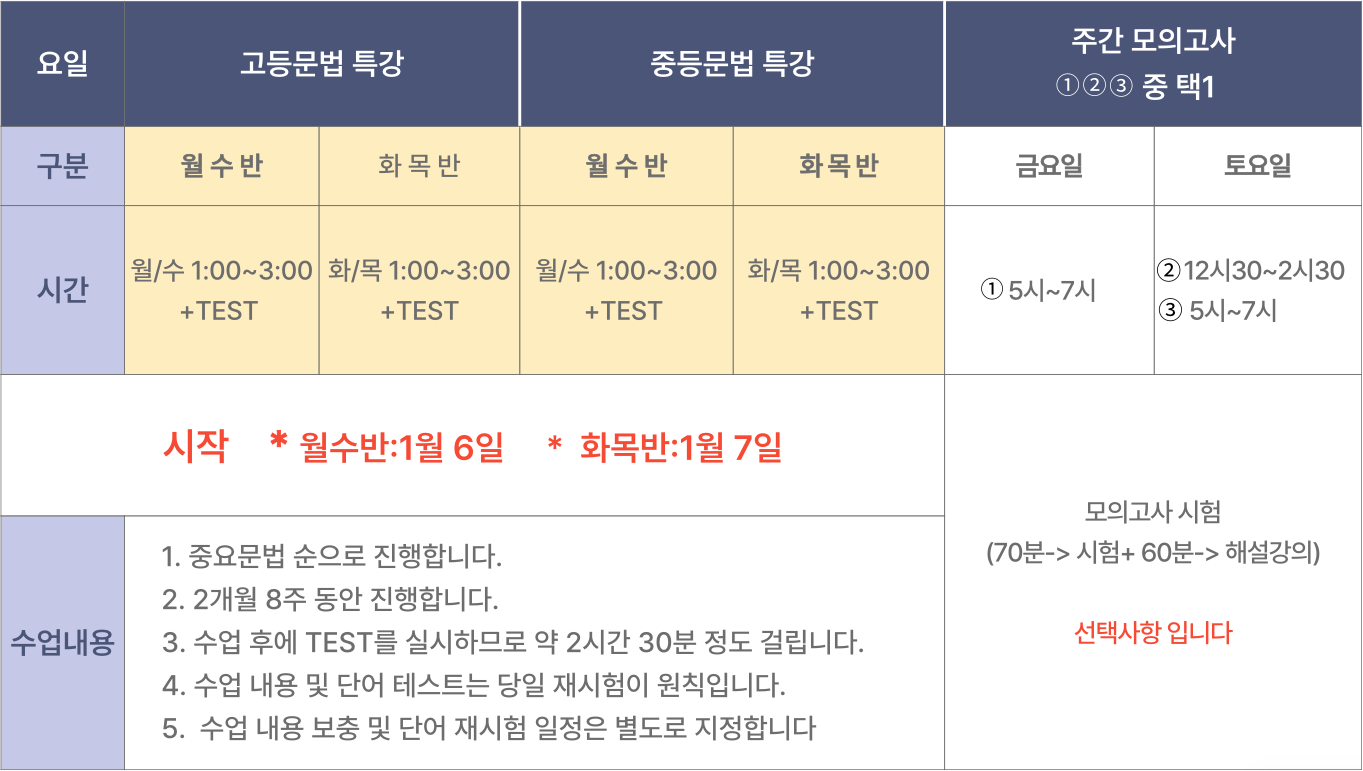 요일
고등문법 특강
중등문법 특강
주간 모의고사
①②③ 중 택1
구분
월 수 반
화 목 반
월 수 반
화 목 반
금요일
토요일
시간
월/수 1:00~3:00
+TEST
화/목 1:00~3:00
+TEST
월/수 1:00~3:00
+TEST
화/목 1:00~3:00
+TEST
① 5시~7시
② 12시30~2시30
③ 5시~7시
시작 * 월수반:1월 6일 * 화목반:1월 7일
모의고사 시험
(70분-> 시험+ 60분-> 해설강의)
선택사항 입니다
수업내용
1. 중요문법 순으로 진행합니다.
2. 2개월 8주 동안 진행합니다.
3. 수업 후에 TEST를 실시하므로 약 2시간 30분 정도 걸립니다.
4. 수업 내용 및 단어 테스트는 당일 재시험이 원칙입니다.
5. 수업 내용 보충 및 단어 재시험 일정은 별도로 지정합니다